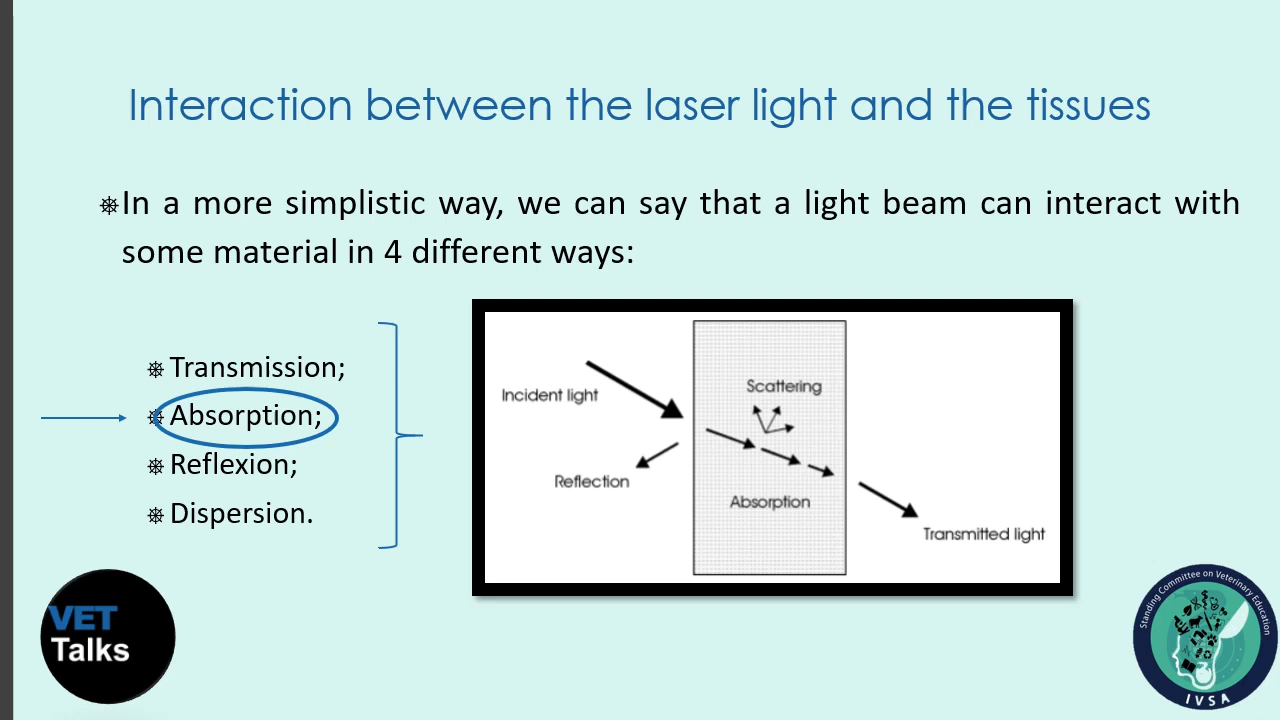 Interaction between the laser light and the tissues
In a more simplistic way, we can say that a light beam can interact with
some material in 4 different ways:
Transmission;
Absorption;
Reflexion;
Dispersion.
Incident light
Reflection
Scattering
Absorption
Transmitted light
VET
Talks
Standing Committee on Veterinary Education
IVSA